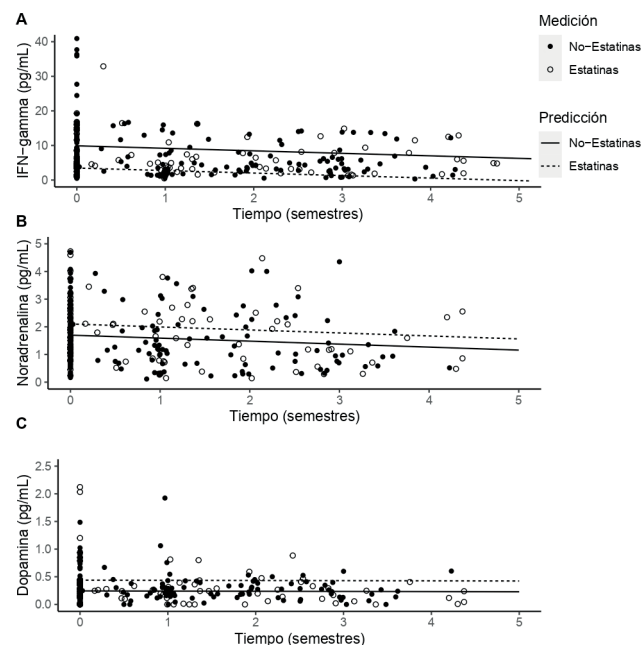 A
IFN−gamma (pg/mL)
40
30
20
10
0
0 1 2 3 4 5
Tiempo (semestres)
Medición
No−Estatinas
Estatinas
Predicción
No−Estatinas
Estatinas
B
Noradrenalina (pg/mL)
5
4
3
2
1
0
0 1 2 3 4 5
Tiempo (semestres)
C
Dopamina (pg/mL)
2.5
2.0
1.5
1.0
0.5
0.0
0 1 2 3 4 5
Tiempo (semestres)